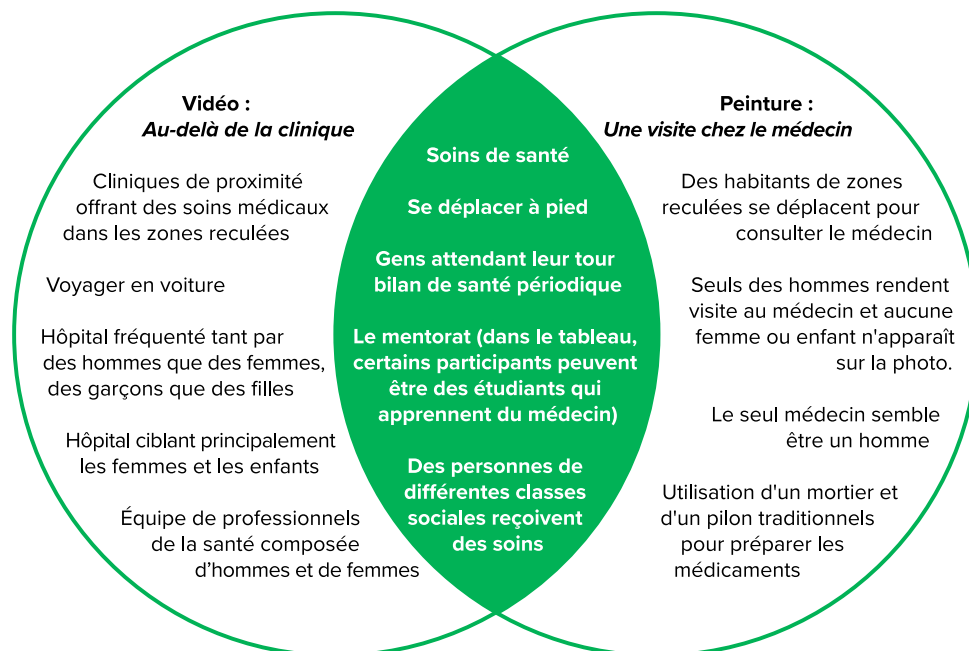 Vidéo :
Au-delà de la clinique
Cliniques de proximité
offrant des soins médicaux
dans les zones reculées
Voyager en voiture
Hôpital fréquenté tant par
des hommes que des femmes,
des garçons que des filles
Hôpital ciblant principalement
les femmes et les enfants
Équipe de professionnels
de la santé composée
d’hommes et de femmes
Soins de santé
Se déplacer à pied
Gens attendant leur tour
bilan de santé périodique
Le mentorat (dans le tableau,
certains participants peuvent
être des étudiants qui
apprennent du médecin)
Des personnes de
différentes classes
sociales reçoivent
des soins
Peinture :
Une visite chez le médecin
Des habitants de zones
reculées se déplacent pour
consulter le médecin
Seuls des hommes rendent
visite au médecin et aucune
femme ou enfant n'apparaît
sur la photo.
Le seul médecin semble
être un homme
Utilisation d'un mortier et
d'un pilon traditionnels
pour préparer les
médicaments